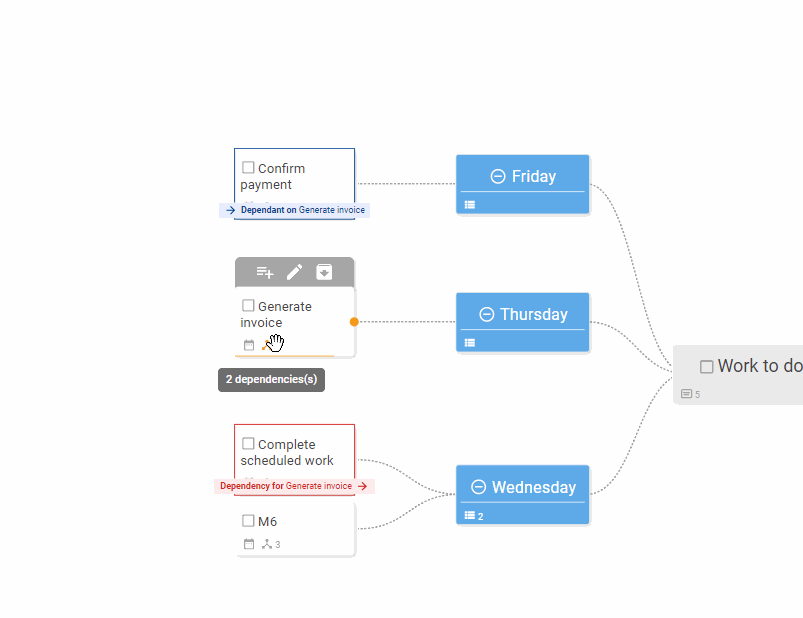 Confirm
payment
Dependant on Generate invoice
Friday
Generate
invoice
2 dependencies(s)
Thursday
Work to do
5
Complete
scheduled work
Dependency for Generate invoice
Wednesday
2
M6
3